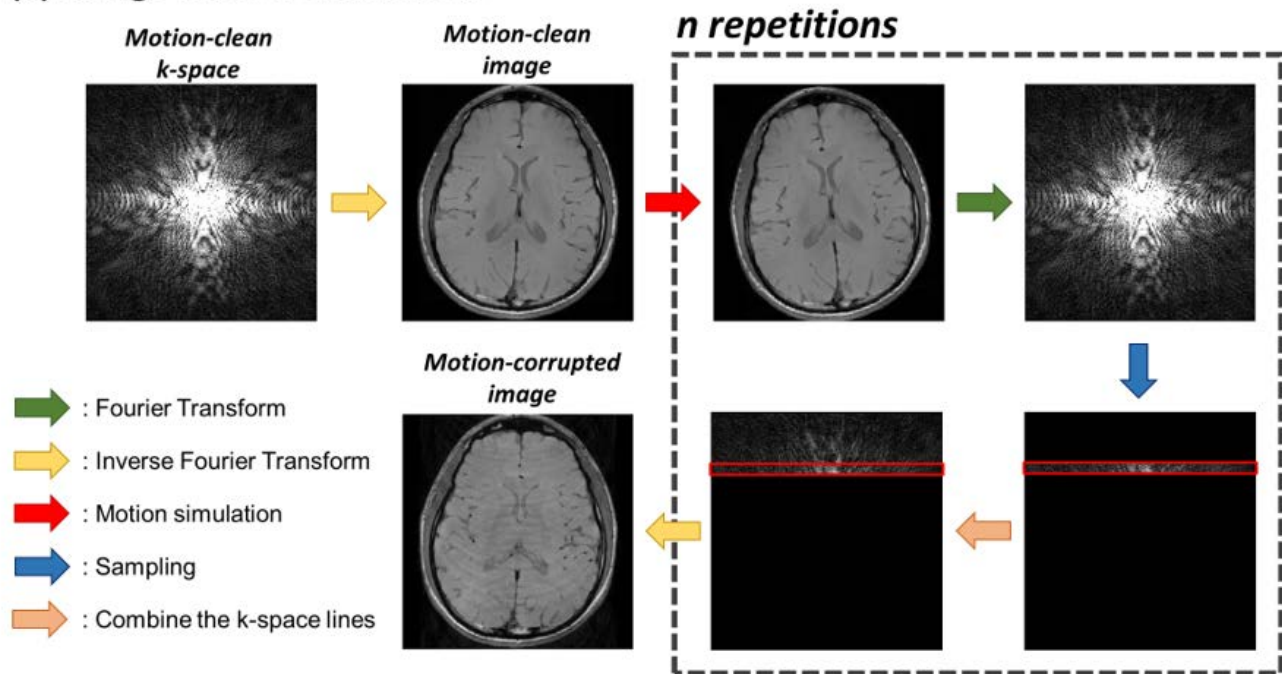 n repetitions
Motion-clean
k-space
Motion-clean
image
Motion-corrupted
image
: Fourier Transform
: Inverse Fourier Transform
: Motion simulation
: Sampling
: Combine the k-space lines